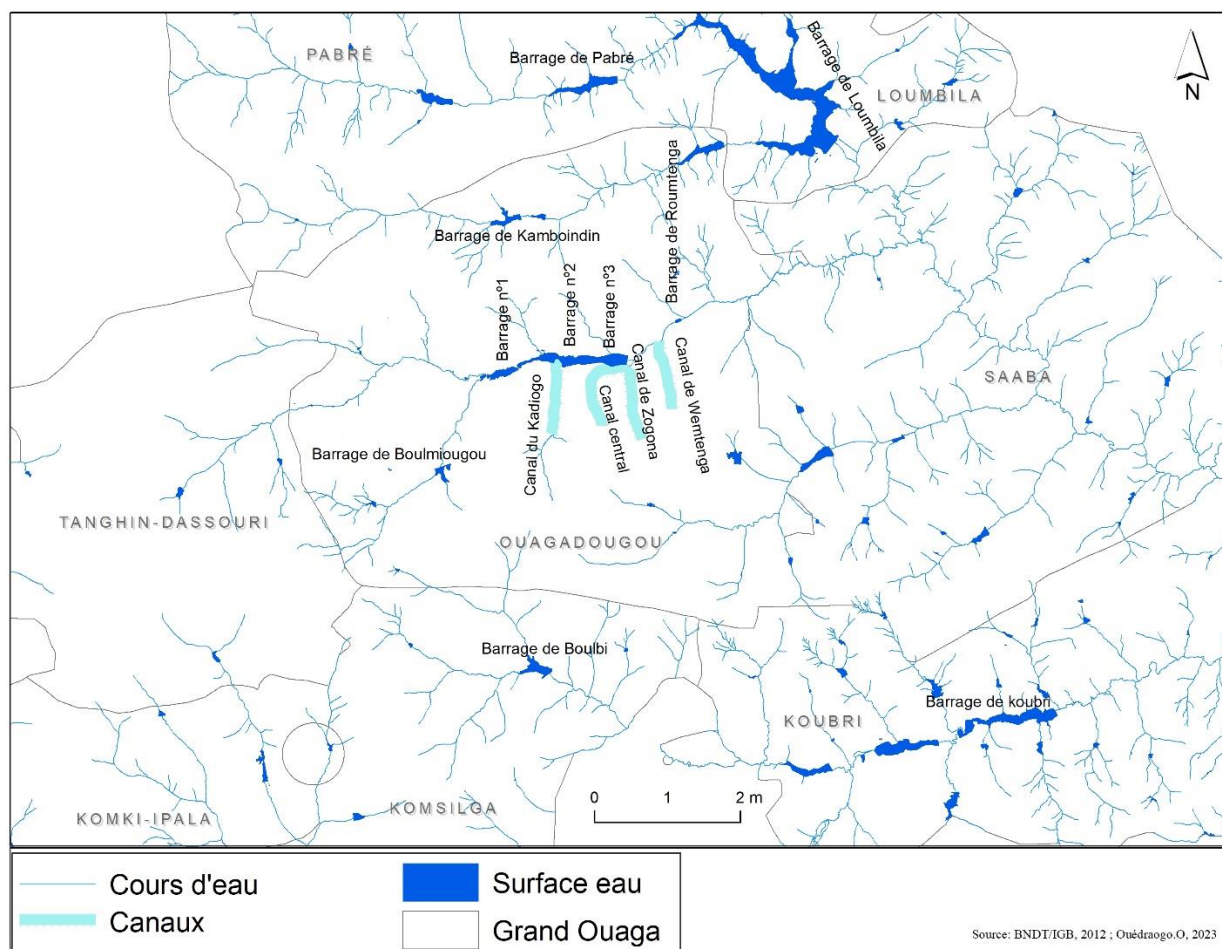 PABRÉ
Barrage de Pabré
Barrage de Loumbila
LOUMBILA
N
Barrage de Kamboindin
Barrage de Roumtenga
Barrage nº1
Barrage nº2
Barrage nº3
Canal du Kadiogo
Canal central
Canal de Zogona
Canal de Wemtenga
SAABA
Barrage de Boulmiougou
TANGHIN-DASSOURI
OUAGADOUGOU
Barrage de Boulbi
Barrage de koubri
KOUBRI
KOMKI-IPALA
KOMSILGA
0 1 2 m
Cours d'eau
Canaux
Surface eau
Grand Ouaga
Source: BNDT/IGB, 2012 ; Ouédraogo.O, 2023